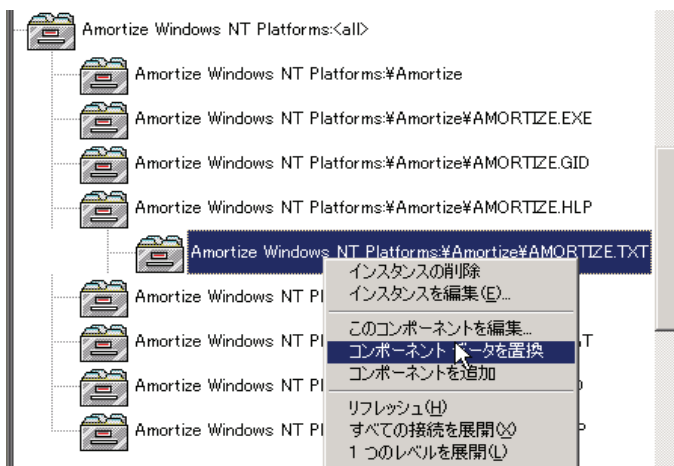 Amortize Windows NT Platforms:<all>
Amortize Windows NT Platforms:¥Amortize
Amortize Windows NT Platforms:¥Amortize¥AMORTIZE.EXE
Amortize Windows NT Platforms:¥Amortize¥AMORTIZE.GID
Amortize Windows NT Platforms:¥Amortize¥AMORTIZE.HLP
Amortize Windows NT Platforms:¥Amortize¥AMORTIZE.TXT
インスタンスの削除
Amortize Windows NT Pl
インスタンスを編集(E)...
このコンポーネントを編集...
Amortize Windows NT Pl
コンポーネント データを置換
コンポーネントを追加
Amortize Windows NT Pl
リフレッシュ(H)
Amortize Windows NT Pl
すべての接続を展開(X)
1 つのレベルを展開(L)